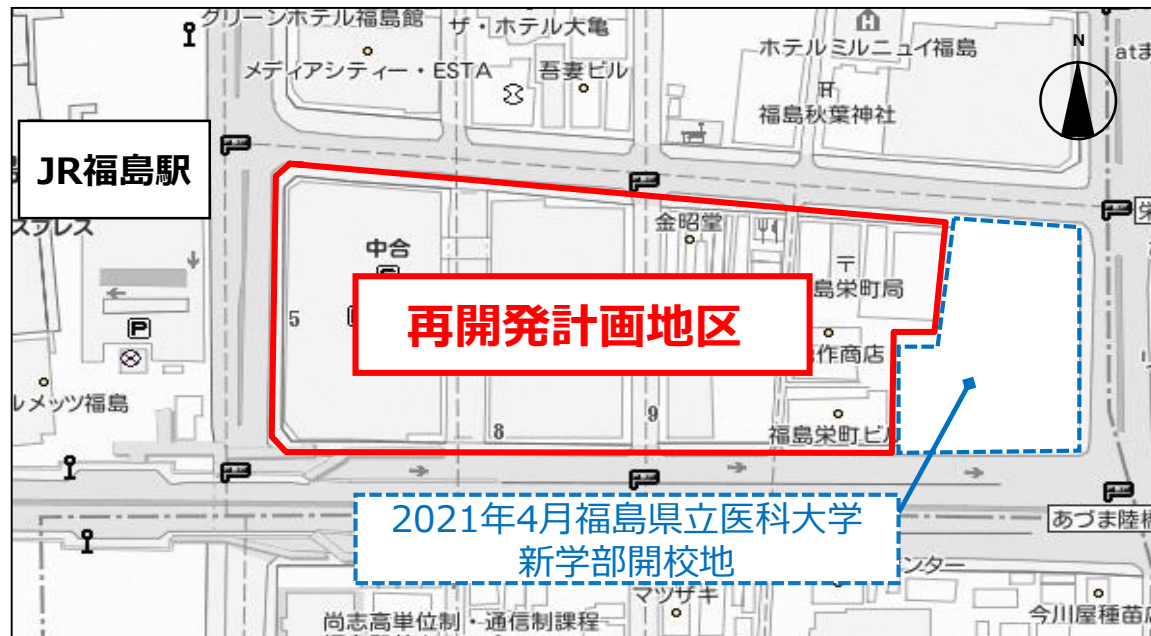 グリーンホテル福島館
ザ・ホテル大亀
ホテルミルニュイ福島
N
atま
メディアシティー・ESTA
吾妻ビル
福島秋葉神社
JR福島駅
スプレス
栄
金昭堂
中合
島栄町局
再開発計画地区
5
P
作商店
ルメッツ福島
8
9
福島栄町ビル
2021年4月福島県立医科大学
新学部開校地
あづま陸橋
ンター
マツザキ
今川屋種苗店
尚志高単位制・通信制課程